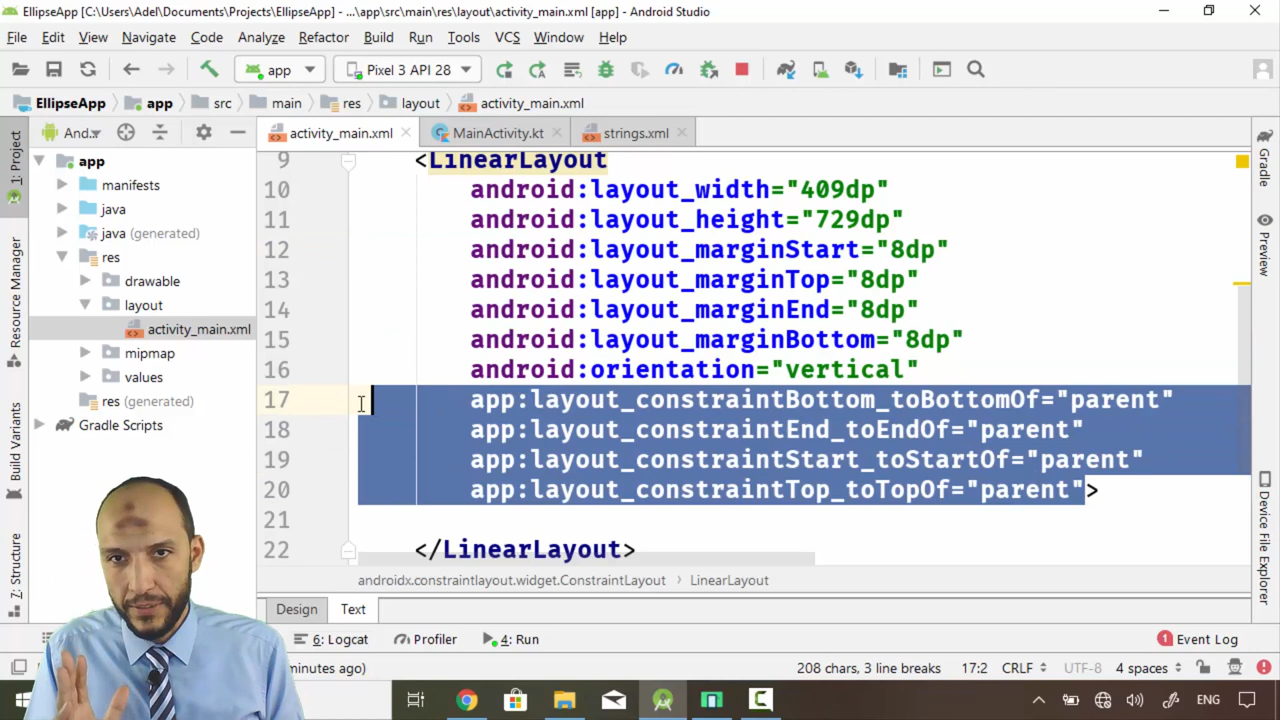 EllipseApp [C:\Users\Adel\Documents\Projects\EllipseApp] - ...\app\src\main\res\layout\activity_main.xml [app] - Android Studio
File Edit View Navigate Code Analyze Refactor Build Run Tools VCS Window Help
app Pixel 3 API 28
EllipseApp app src main res layout activity_main.xml
And.. activity_main.xml MainActivity.kt strings.xml
1: Project
Resource Manager
Build Variants
7: Structure
app
manifests
java
java (generated)
res
drawable
layout
activity_main.xml
mipmap
values
res (generated)
Gradle Scripts
9 <LinearLayout
10 android:layout_width="409dp"
11 android:layout_height="729dp"
12 android:layout_marginStart="8dp"
13 android:layout_marginTop="8dp"
14 android:layout_marginEnd="8dp"
15 android:layout_marginBottom="8dp"
16 android:orientation="vertical"
17 app:layout_constraintBottom_toBottomOf="parent"
18 app:layout_constraintEnd_toEndOf="parent"
19 app:layout_constraintStart_toStartOf="parent"
20 app:layout_constraintTop_toTopOf="parent">
21
22 </LinearLayout>
androidx.constraintlayout.widget.ConstraintLayout › LinearLayout
Design Text
Gradle
Preview
Device File Explorer
6: Logcat Profiler 4: Run 1 Event Log
minutes ago) 208 chars, 3 line breaks 17:2 CRLF UTF-8 4 spaces
ENG